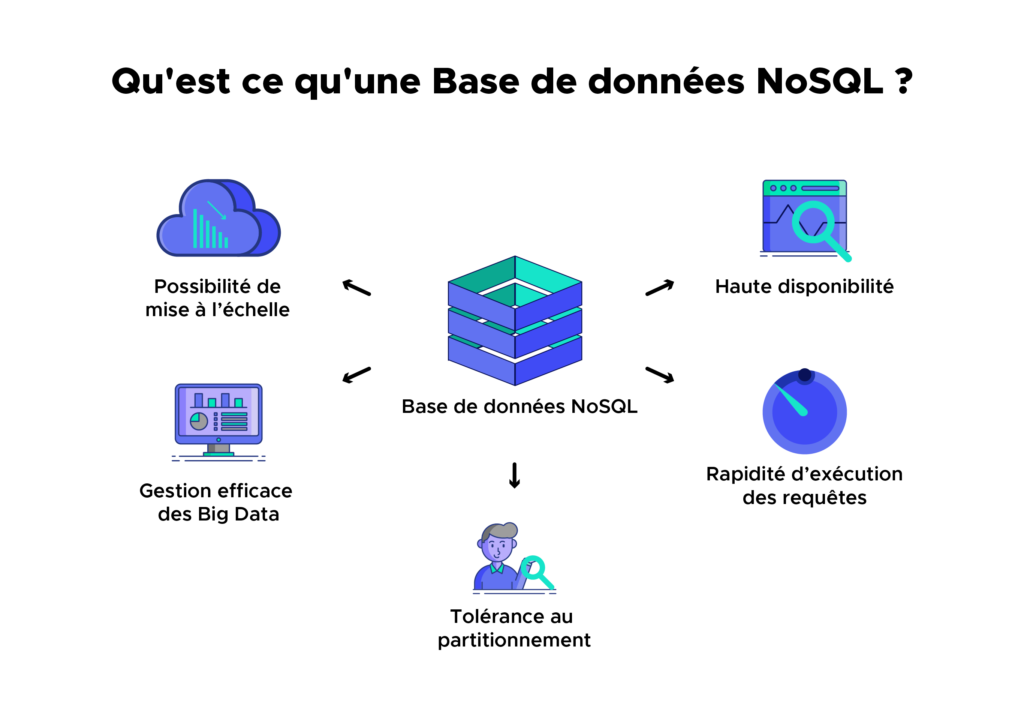 Qu'est ce qu'une Base de données NoSQL ?
Possibilité de
mise à l’échelle
Haute disponibilité
Base de données NoSQL
Gestion efficace
des Big Data
Rapidité d’exécution
des requêtes
Tolérance au
partitionnement